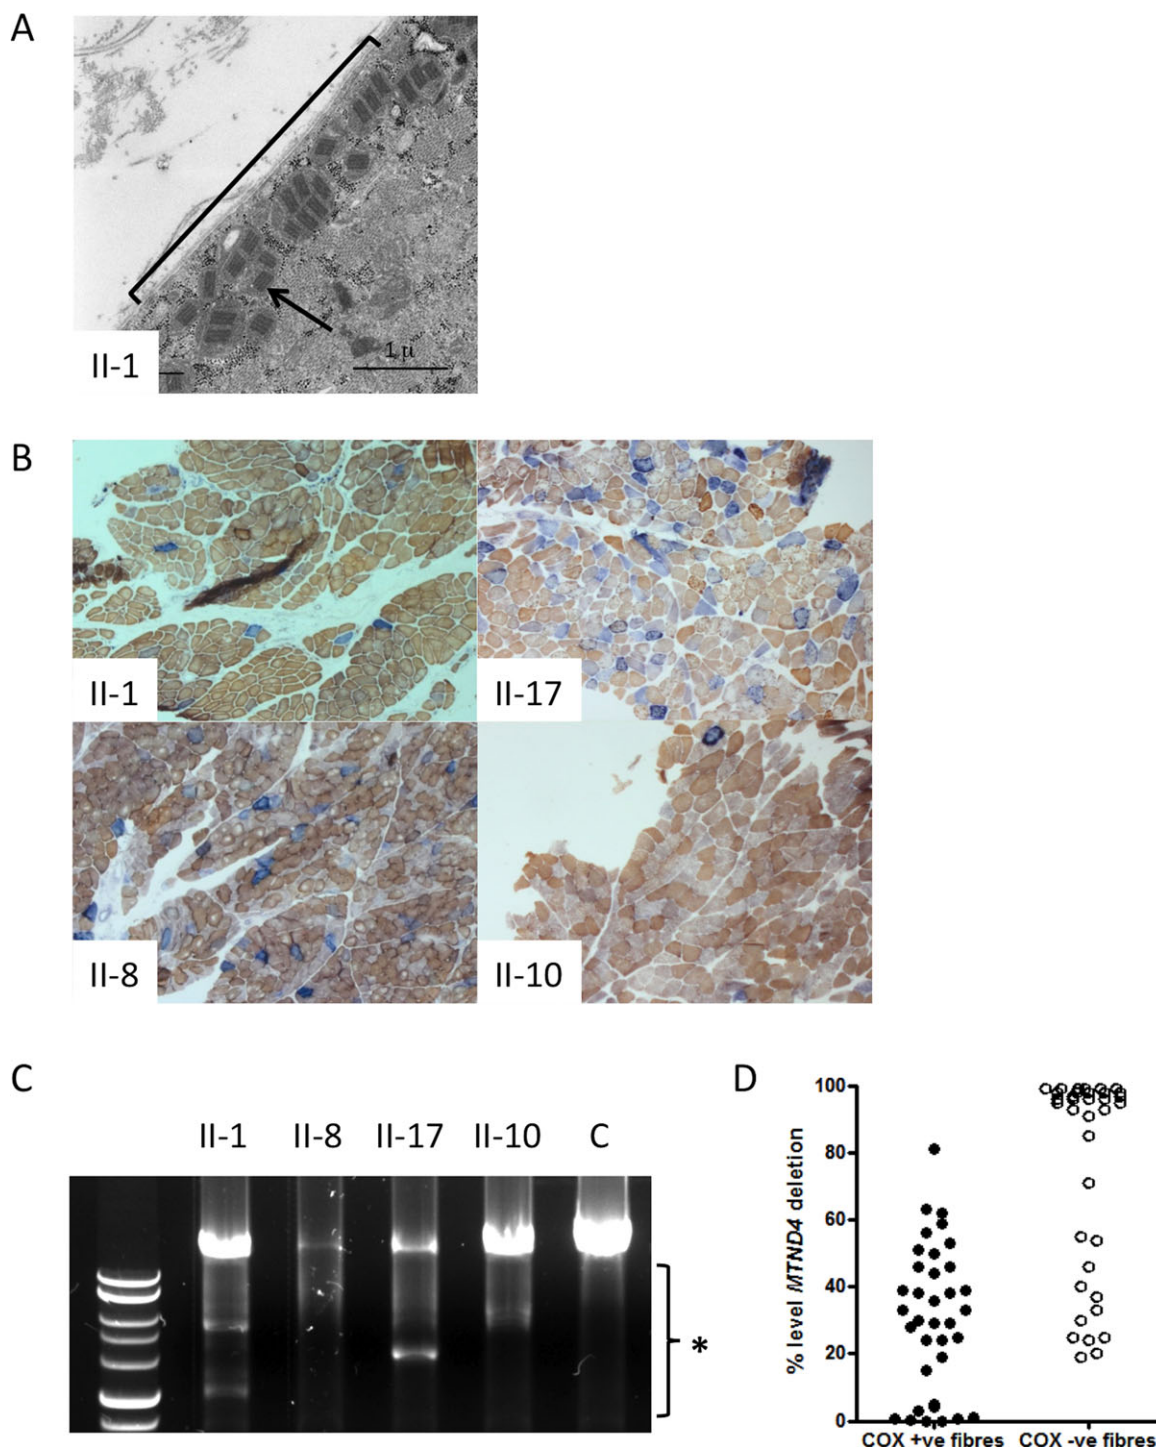 A
1 µ
II-1
B
II-1
II-17
II-8
II-10
C
II-1 II-8 II-17 II-10 C
*
D
% level MTND4 deletion
100
80
60
40
20
0
COX +ve fibres COX -ve fibres